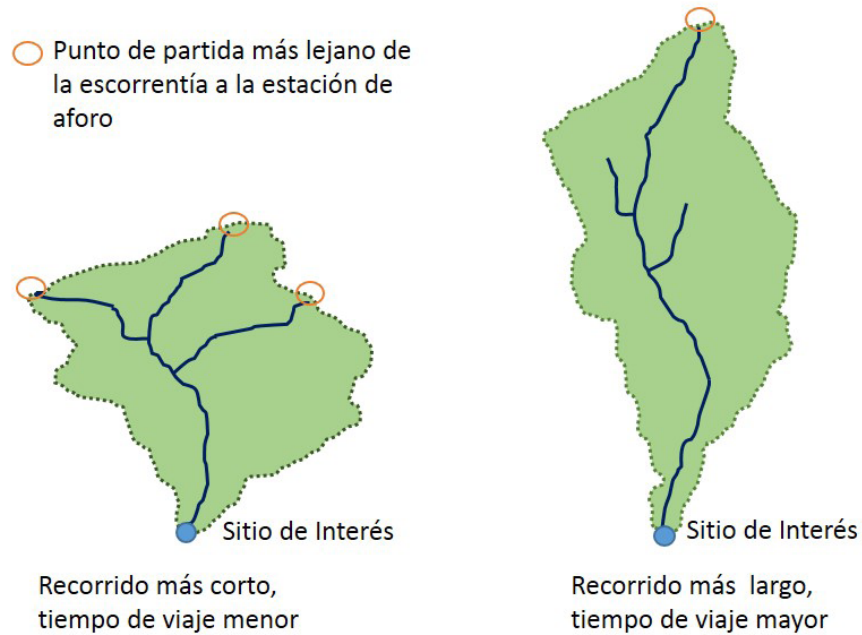 Punto de partida más lejano de
la escorrentía a la estación de
aforo
Sitio de Interés
Sitio de Interés
Recorrido más corto,
tiempo de viaje menor
Recorrido más largo,
tiempo de viaje mayor